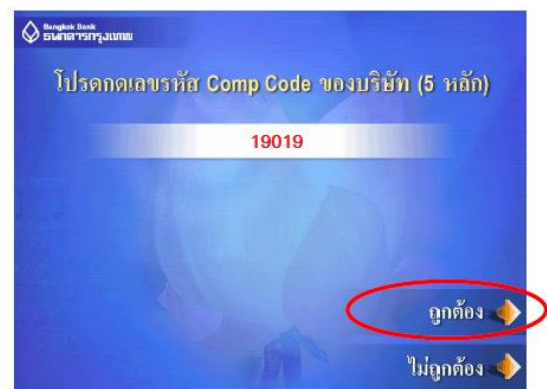 Bangkok Bank
ธนาคารกรุงเทพ
โปรดกดเลขรหัส Comp Code ของบริษัท (5 หลัก)
19019
ถูกต้อง
ไม่ถูกต้อง